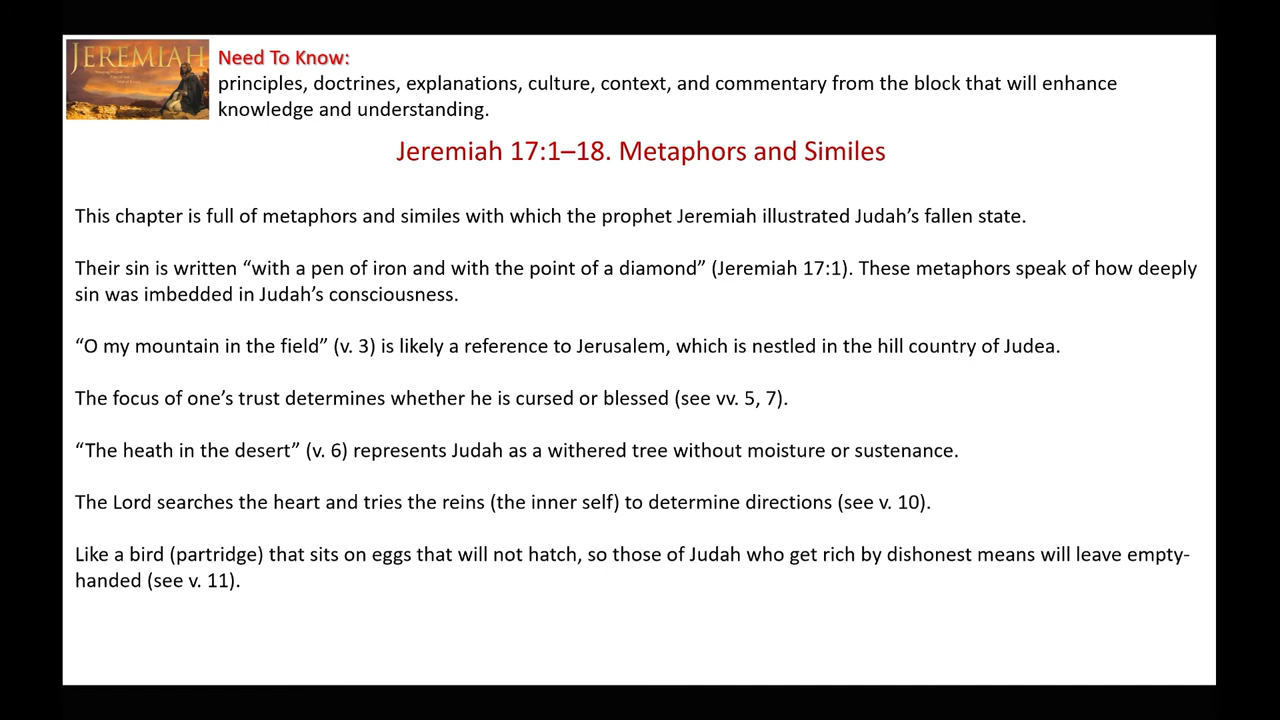 JEREMIAH
Need To Know:
principles, doctrines, explanations, culture, context, and commentary from the block that will enhance
knowledge and understanding.
Jeremiah 17:1–18. Metaphors and Similes
This chapter is full of metaphors and similes with which the prophet Jeremiah illustrated Judah’s fallen state.
Their sin is written “with a pen of iron and with the point of a diamond” (Jeremiah 17:1). These metaphors speak of how deeply
sin was imbedded in Judah’s consciousness.
“O my mountain in the field” (v. 3) is likely a reference to Jerusalem, which is nestled in the hill country of Judea.
The focus of one’s trust determines whether he is cursed or blessed (see vv. 5, 7).
“The heath in the desert” (v. 6) represents Judah as a withered tree without moisture or sustenance.
The Lord searches the heart and tries the reins (the inner self) to determine directions (see v. 10).
Like a bird (partridge) that sits on eggs that will not hatch, so those of Judah who get rich by dishonest means will leave empty-
handed (see v. 11).